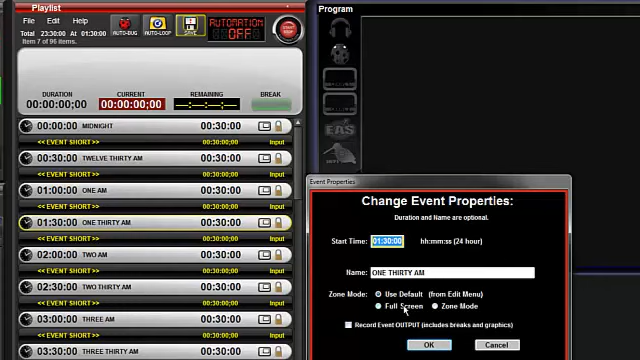 Playlist
Program
File Edit Help
Total 23:30:00 At 01:30:00
Item 7 of 96 items.
AUTO-BUG
AUTO-LOOP
SAVE
AUTOMATION
OFF
START
STOP
DURATION CURRENT REMAINING BREAK
00:00:00;00 00:00:00;00 --:--:--;--
00:00:00 MIDNIGHT 00:30:00
<< EVENT SHORT >> 00:30:00;00 Input
00:30:00 TWELVE THIRTY AM 00:30:00
<< EVENT SHORT >> 00:30:00;00 Input
01:00:00 ONE AM 00:30:00
<< EVENT SHORT >> 00:30:00;00 Input
01:30:00 ONE THIRTY AM 00:30:00
<< EVENT SHORT >> 00:30:00;00 Input
02:00:00 TWO AM 00:30:00
<< EVENT SHORT >> 00:30:00;00 Input
02:30:00 TWO THIRTY AM 00:30:00
<< EVENT SHORT >> 00:30:00;00 Input
03:00:00 THREE AM 00:30:00
<< EVENT SHORT >> 00:30:00;00 Input
03:30:00 THREE THIRTY AM 00:30:00
EAS
Event Properties
Change Event Properties:
Duration and Name are optional.
Start Time: 01:30:00 hh:mm:ss (24 hour)
Name: ONE THIRTY AM
Zone Mode: Use Default (from Edit Menu)
Full Screen Zone Mode
Record Event OUTPUT (includes breaks and graphics)
OK Cancel